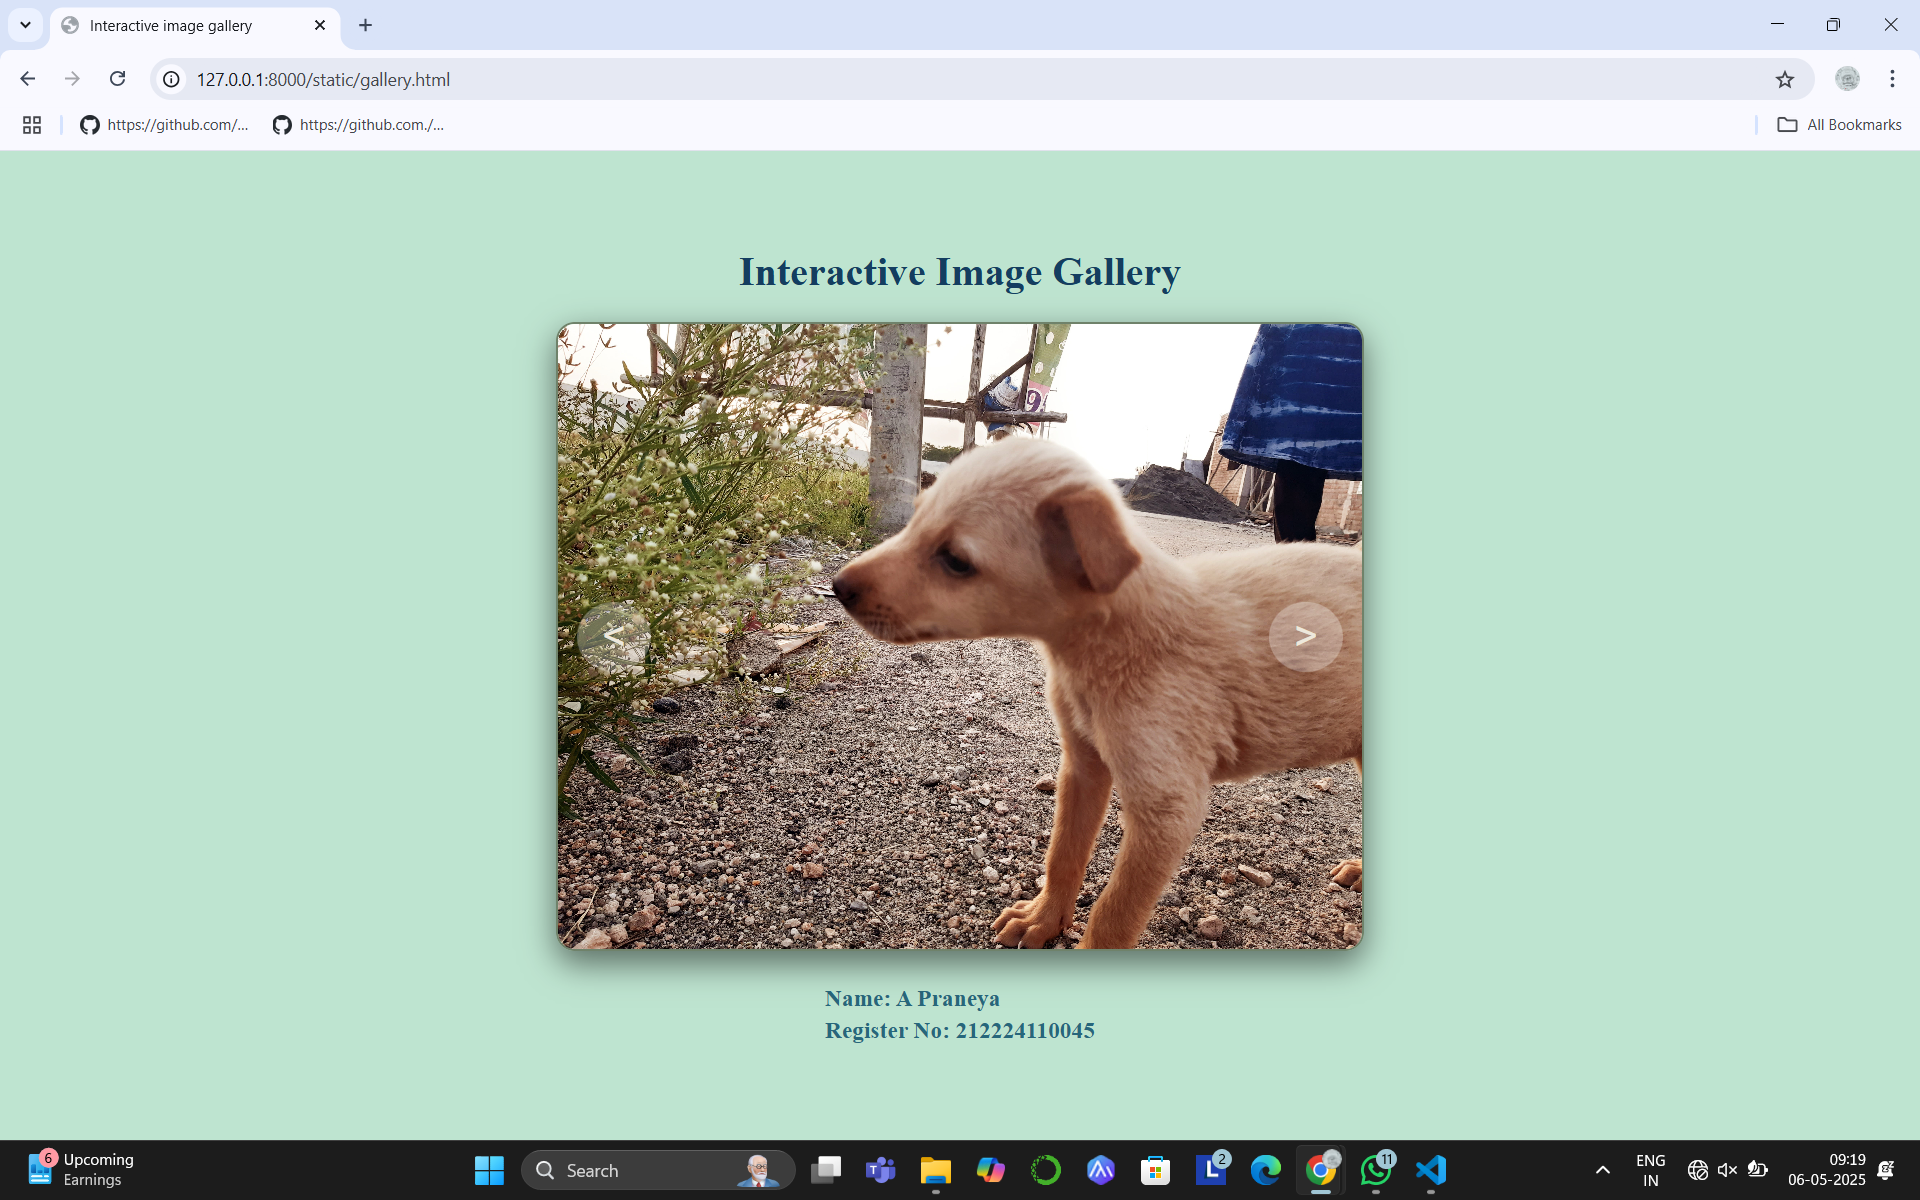 Interactive image gallery
127.0.0.1:8000/static/gallery.html
https://github.com/...
https://github.com./...
All Bookmarks
Interactive Image Gallery
9
<
>
Name: A Praneya
Register No: 212224110045
6
Upcoming
Earnings
Search
2
11
ENG
IN
09:19
06-05-2025